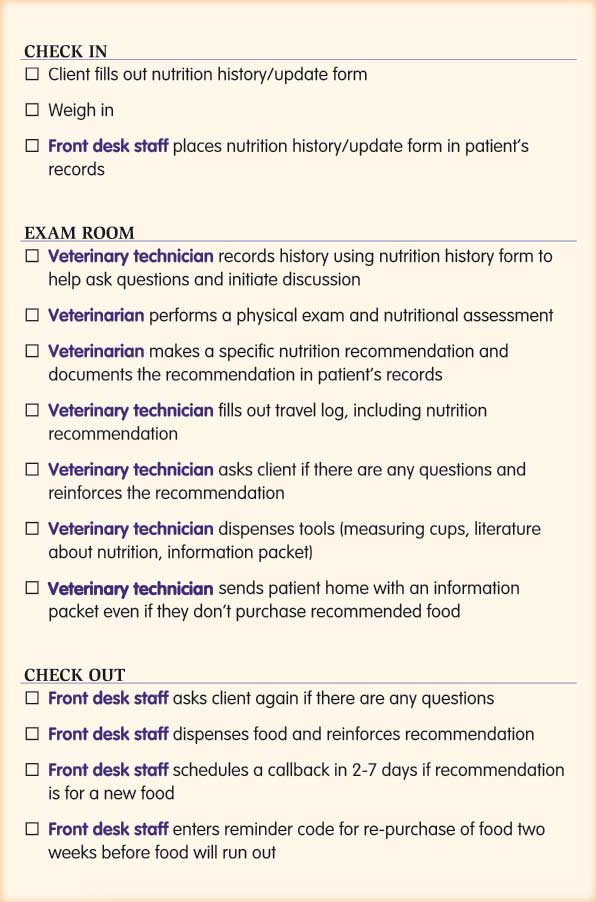 CHECK IN
☐ Client fills out nutrition history/update form
☐ Weigh in
☐ Front desk staff places nutrition history/update form in patient’s
records
EXAM ROOM
☐ Veterinary technician records history using nutrition history form to
help ask questions and initiate discussion
☐ Veterinarian performs a physical exam and nutritional assessment
☐ Veterinarian makes a specific nutrition recommendation and
documents the recommendation in patient’s records
☐ Veterinary technician fills out travel log, including nutrition
recommendation
☐ Veterinary technician asks client if there are any questions and
reinforces the recommendation
☐ Veterinary technician dispenses tools (measuring cups, literature
about nutrition, information packet)
☐ Veterinary technician sends patient home with an information
packet even if they don’t purchase recommended food
CHECK OUT
☐ Front desk staff asks client again if there are any questions
☐ Front desk staff dispenses food and reinforces recommendation
☐ Front desk staff schedules a callback in 2-7 days if recommendation
is for a new food
☐ Front desk staff enters reminder code for re-purchase of food two
weeks before food will run out